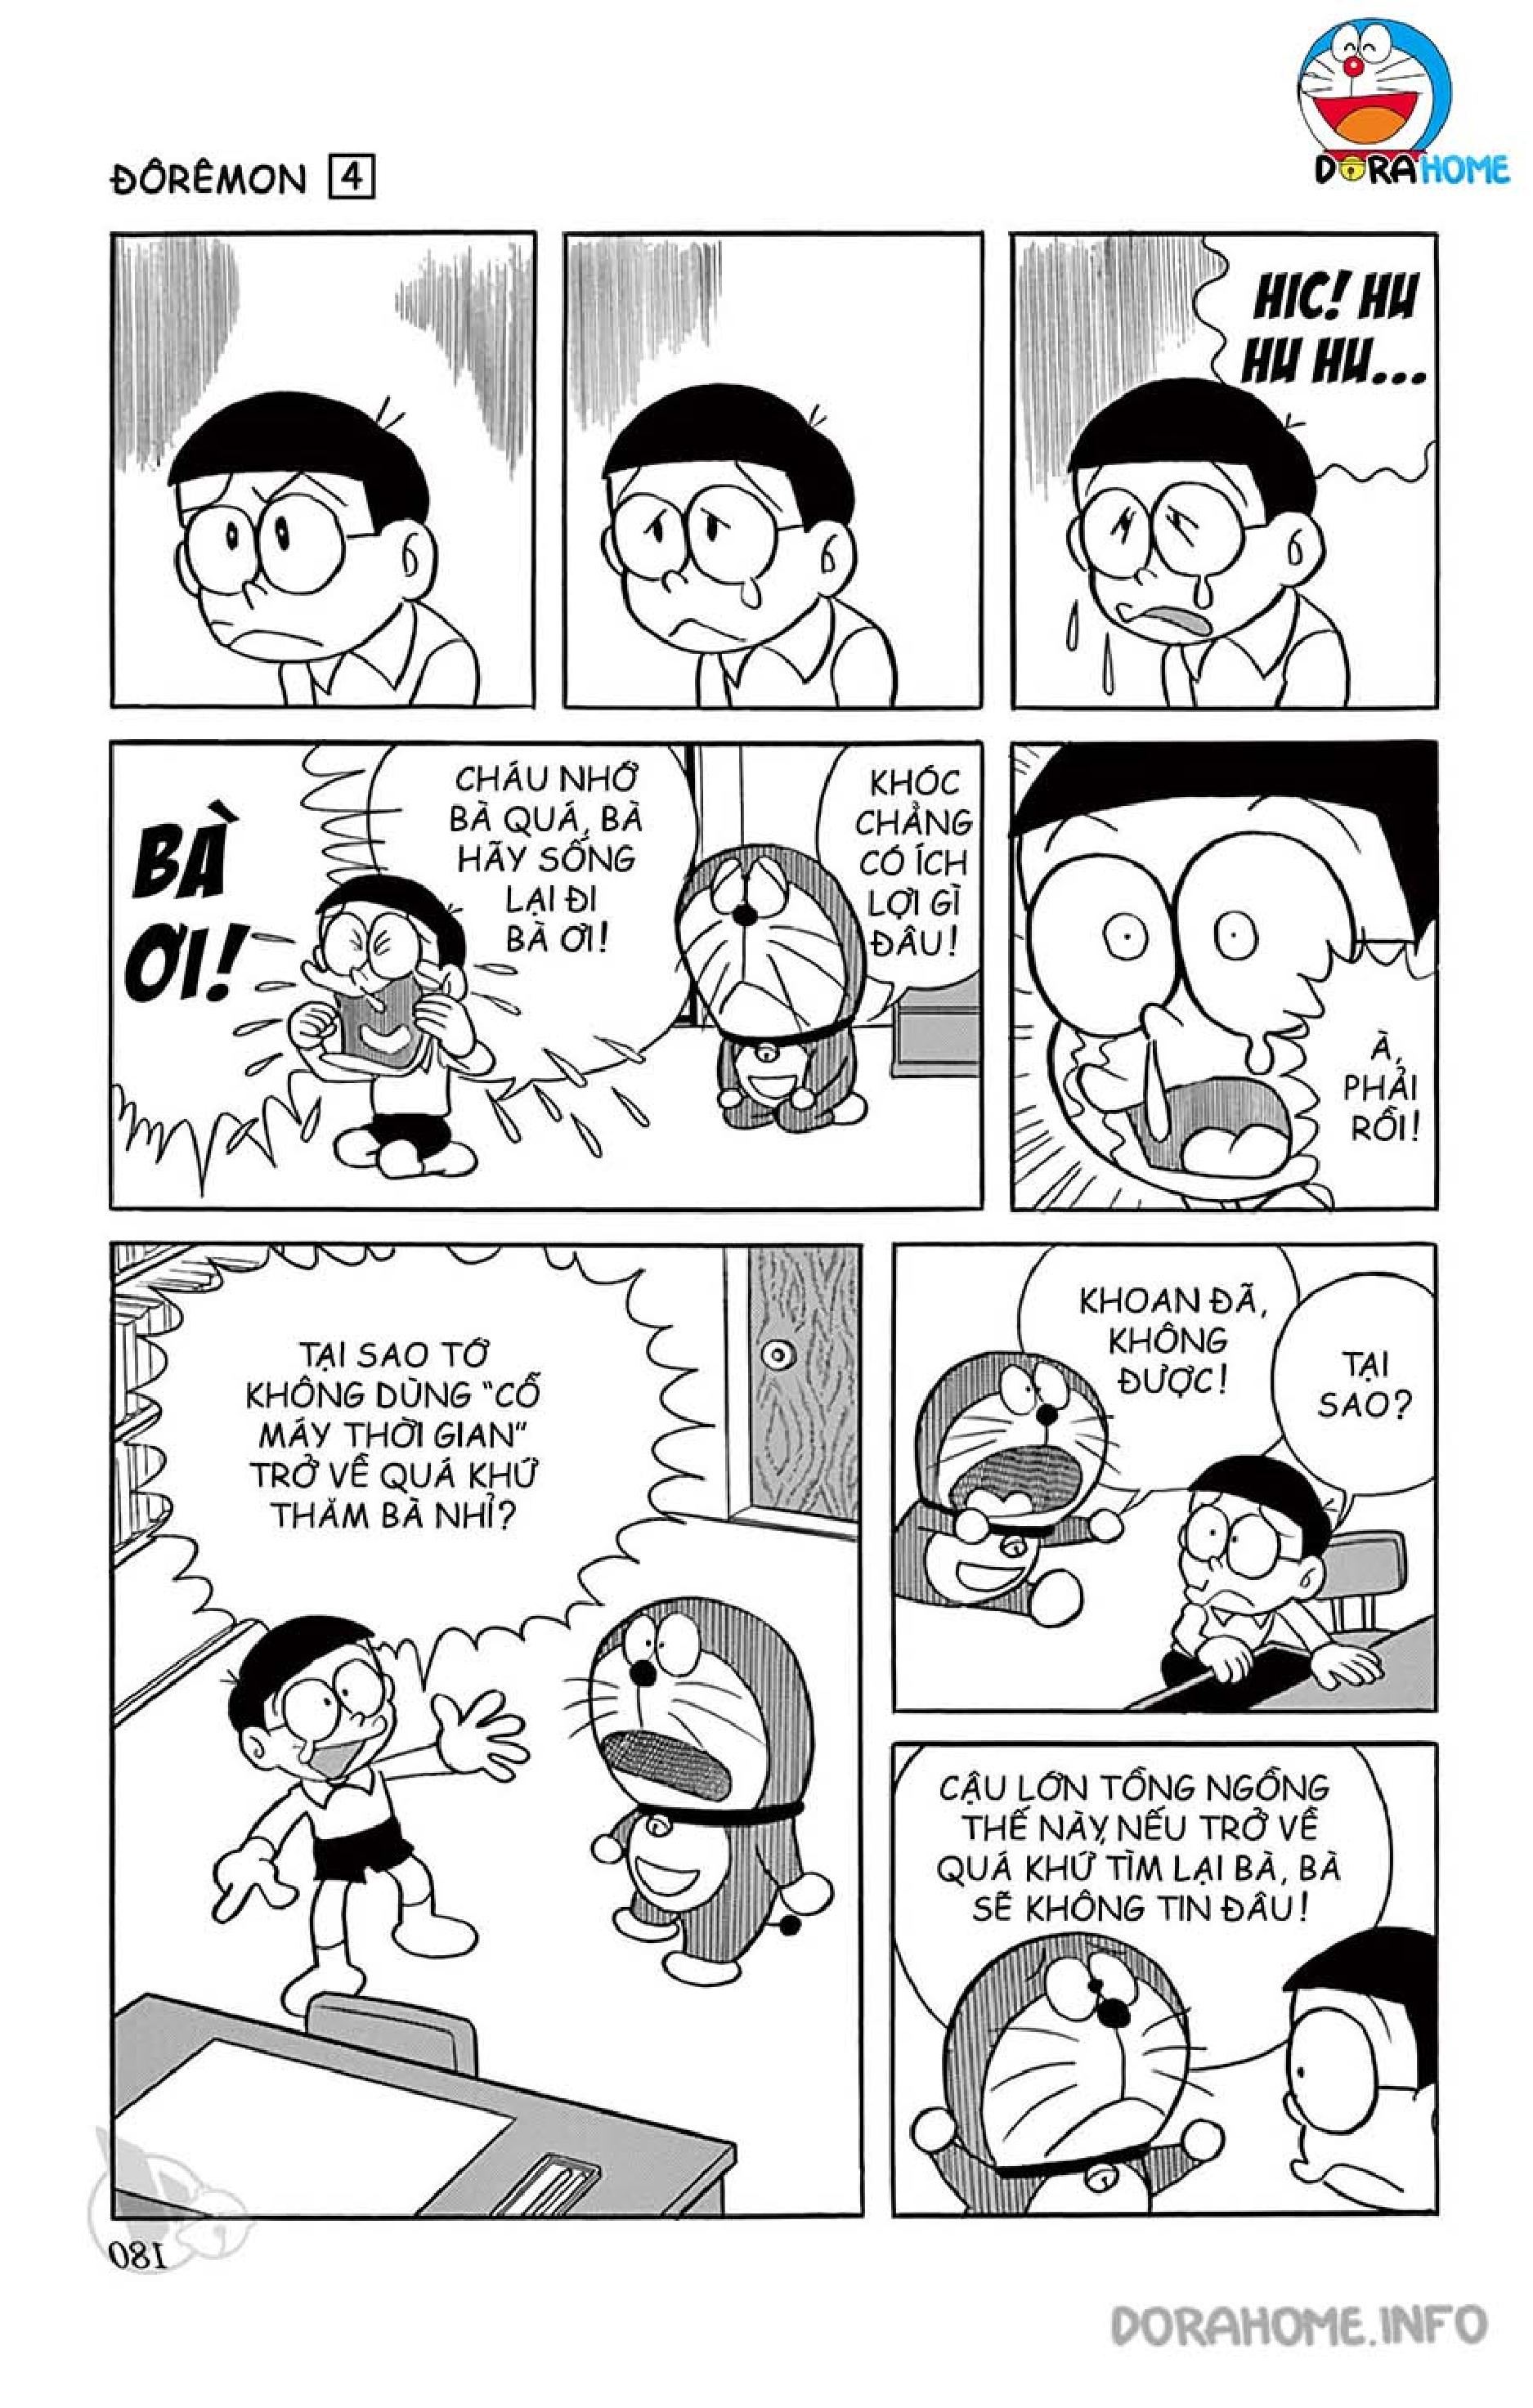 DORAHOME
ĐÔRÊMON 4
HIC! HU
HU HU...
BÀ
ƠI!
CHÁU NHỚ
BÀ QUÁ, BÀ
HÃY SỐNG
LẠI ĐI
BÀ ƠI!
KHÓC
CHẲNG
CÓ ÍCH
LỢI GÌ
ĐÂU!
À,
PHẢI
RỒI!
TẠI SAO TỚ
KHÔNG DÙNG "CỖ
MÁY THỜI GIAN"
TRỞ VỀ QUÁ KHỨ
THĂM BÀ NHỈ?
KHOAN ĐÃ,
KHÔNG
ĐƯỢC!
TẠI
SAO?
CẬU LỚN TỒNG NGỒNG
THẾ NÀY, NẾU TRỞ VỀ
QUÁ KHỨ TÌM LẠI BÀ, BÀ
SẼ KHÔNG TIN ĐÂU!
180
DORAHOME.INFO